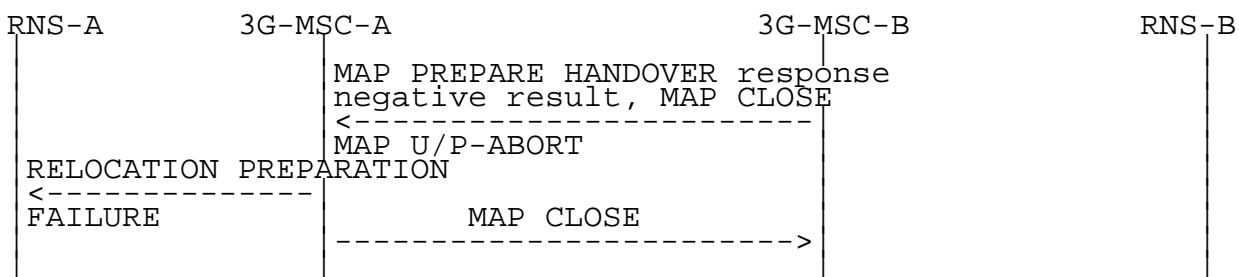 RNS-A 3G-MSC-A 3G-MSC-B RNS-B
MAP PREPARE HANDOVER response
negative result, MAP CLOSE
MAP U/P-ABORT
RELOCATION PREPARATION
FAILURE MAP CLOSE